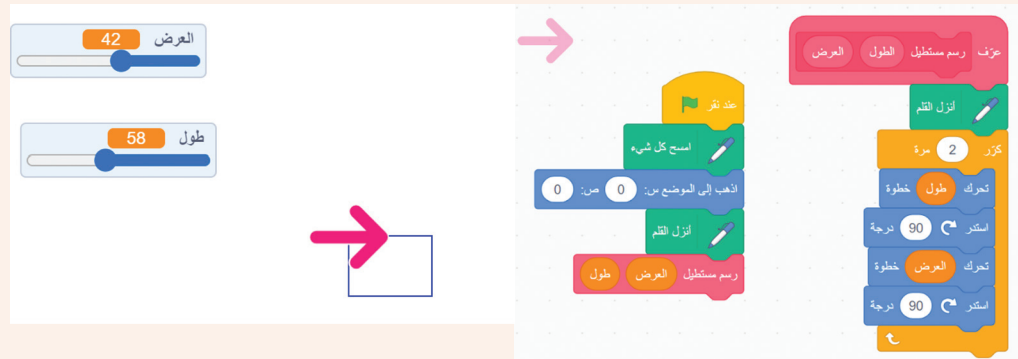 عرّف رسم مستطيل الطول العرض
أنزل القلم
كرّر 2 مرة
تحرك طول خطوة
استدر 90 درجة
تحرك العرض خطوة
استدر 90 درجة
عند نقر
امسح كل شيء
اذهب إلى الموضع س: 0 ص: 0
أنزل القلم
رسم مستطيل العرض طول
العرض 42
طول 58